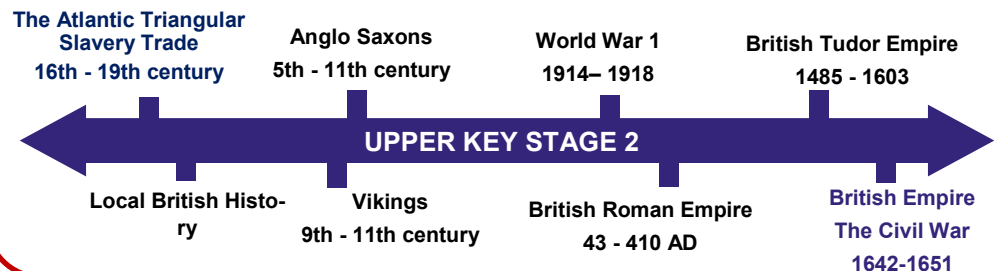 The Atlantic Triangular
Slavery Trade
16th - 19th century
Anglo Saxons
5th - 11th century
World War 1
1914– 1918
British Tudor Empire
1485 - 1603
UPPER KEY STAGE 2
Local British Histo-
ry
Vikings
9th - 11th century
British Roman Empire
43 - 410 AD
British Empire
The Civil War
1642-1651